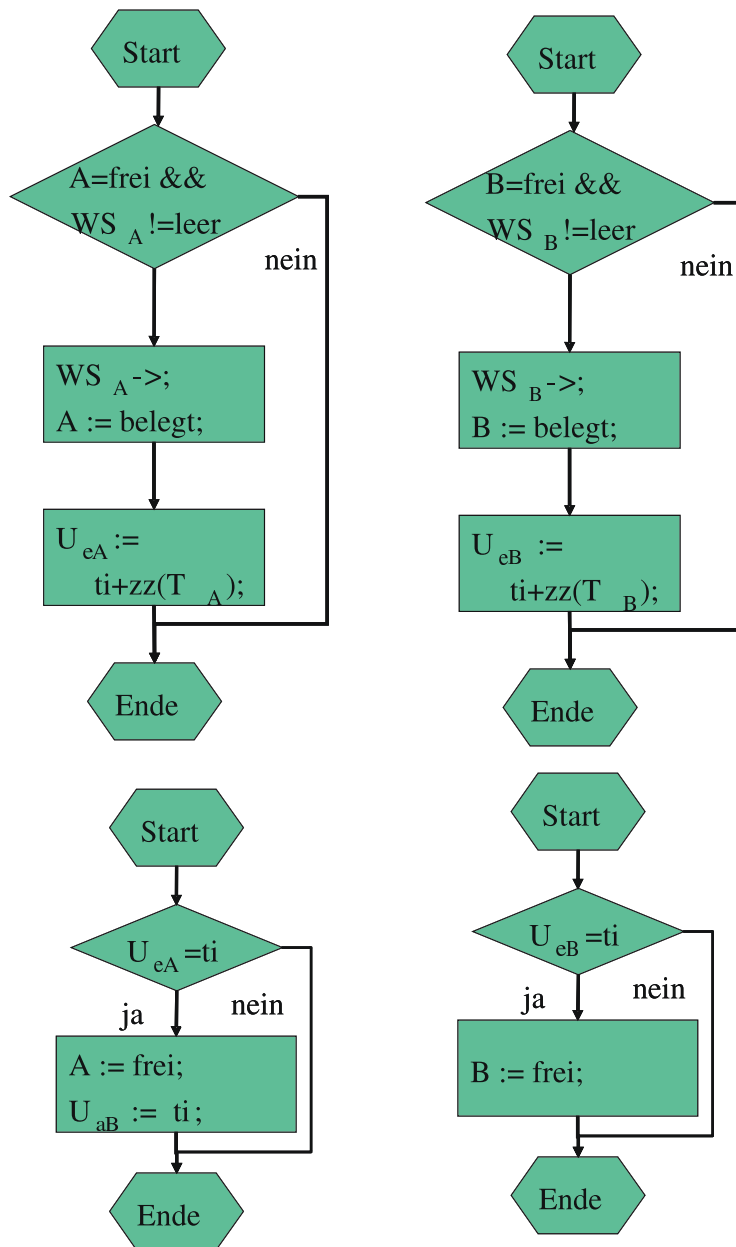 Start
A=frei &&
WS A !=leer
nein
WS A ->;
A := belegt;
U eA :=
ti+zz(T A );
Ende
Start
B=frei &&
WS B !=leer
nein
WS B ->;
B := belegt;
U eB :=
ti+zz(T B );
Ende
Start
U eA =ti
ja
nein
A := frei;
U aB := ti;
Ende
Start
U eB =ti
ja
nein
B := frei;
Ende